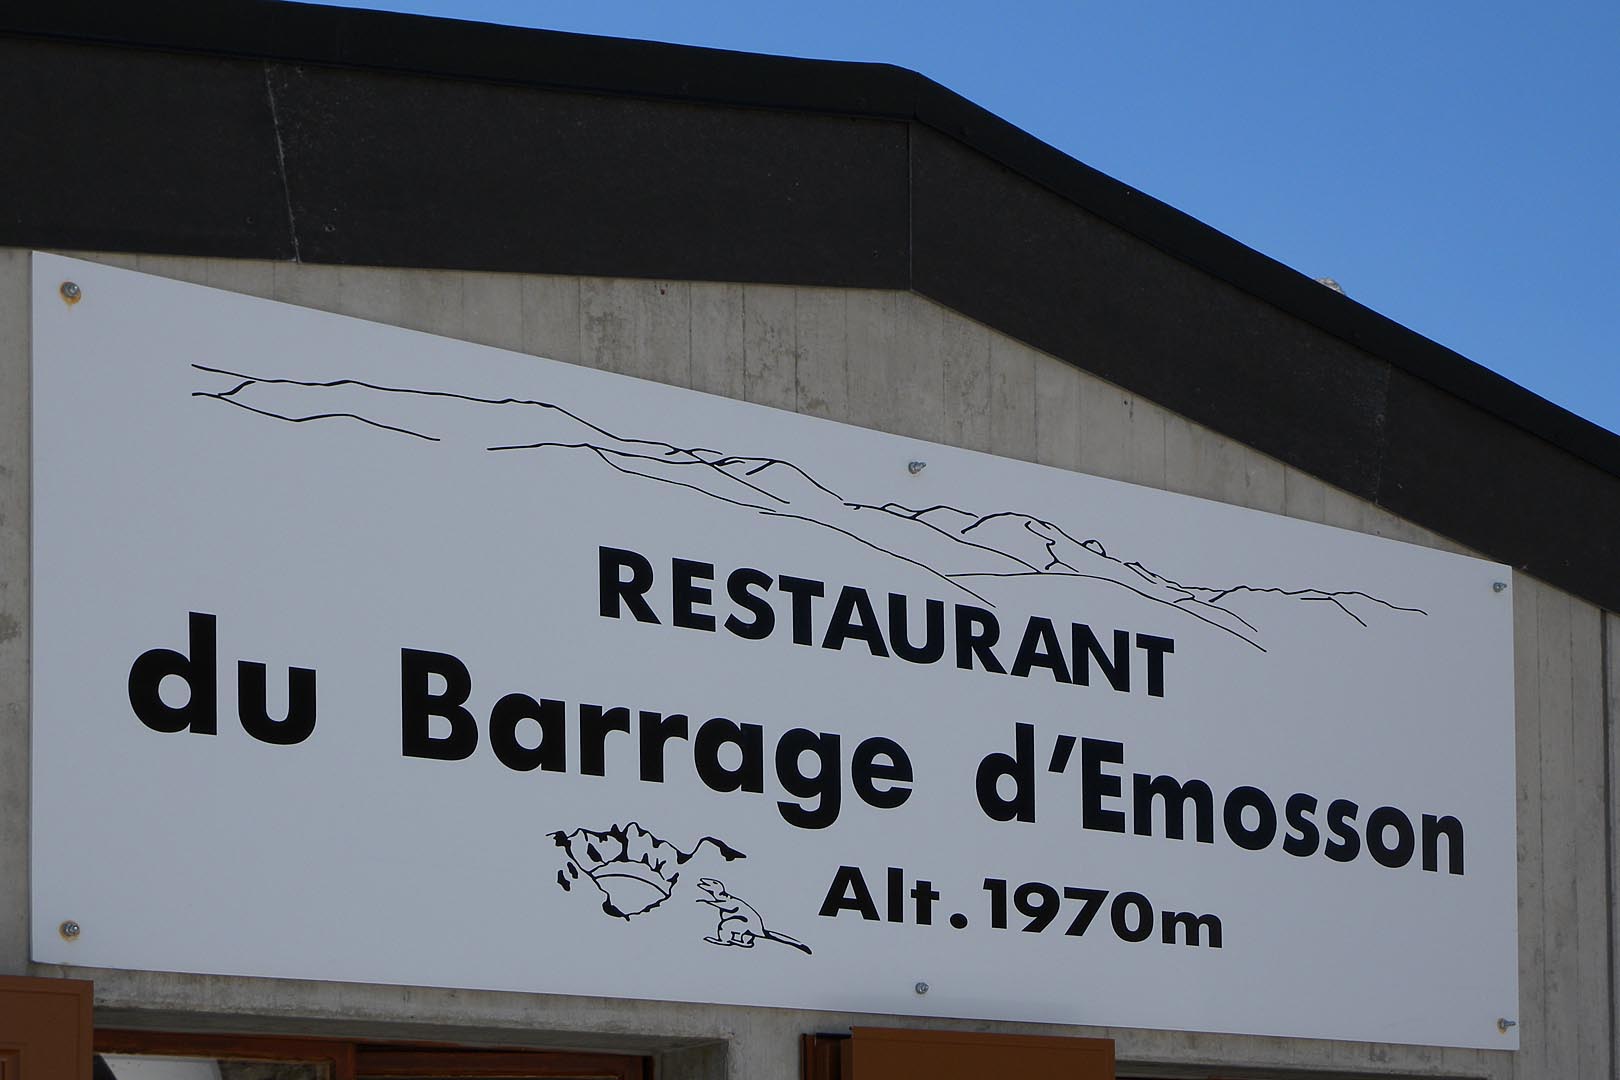 RESTAURANT
du Barrage d'Emosson
Alt. 1970m